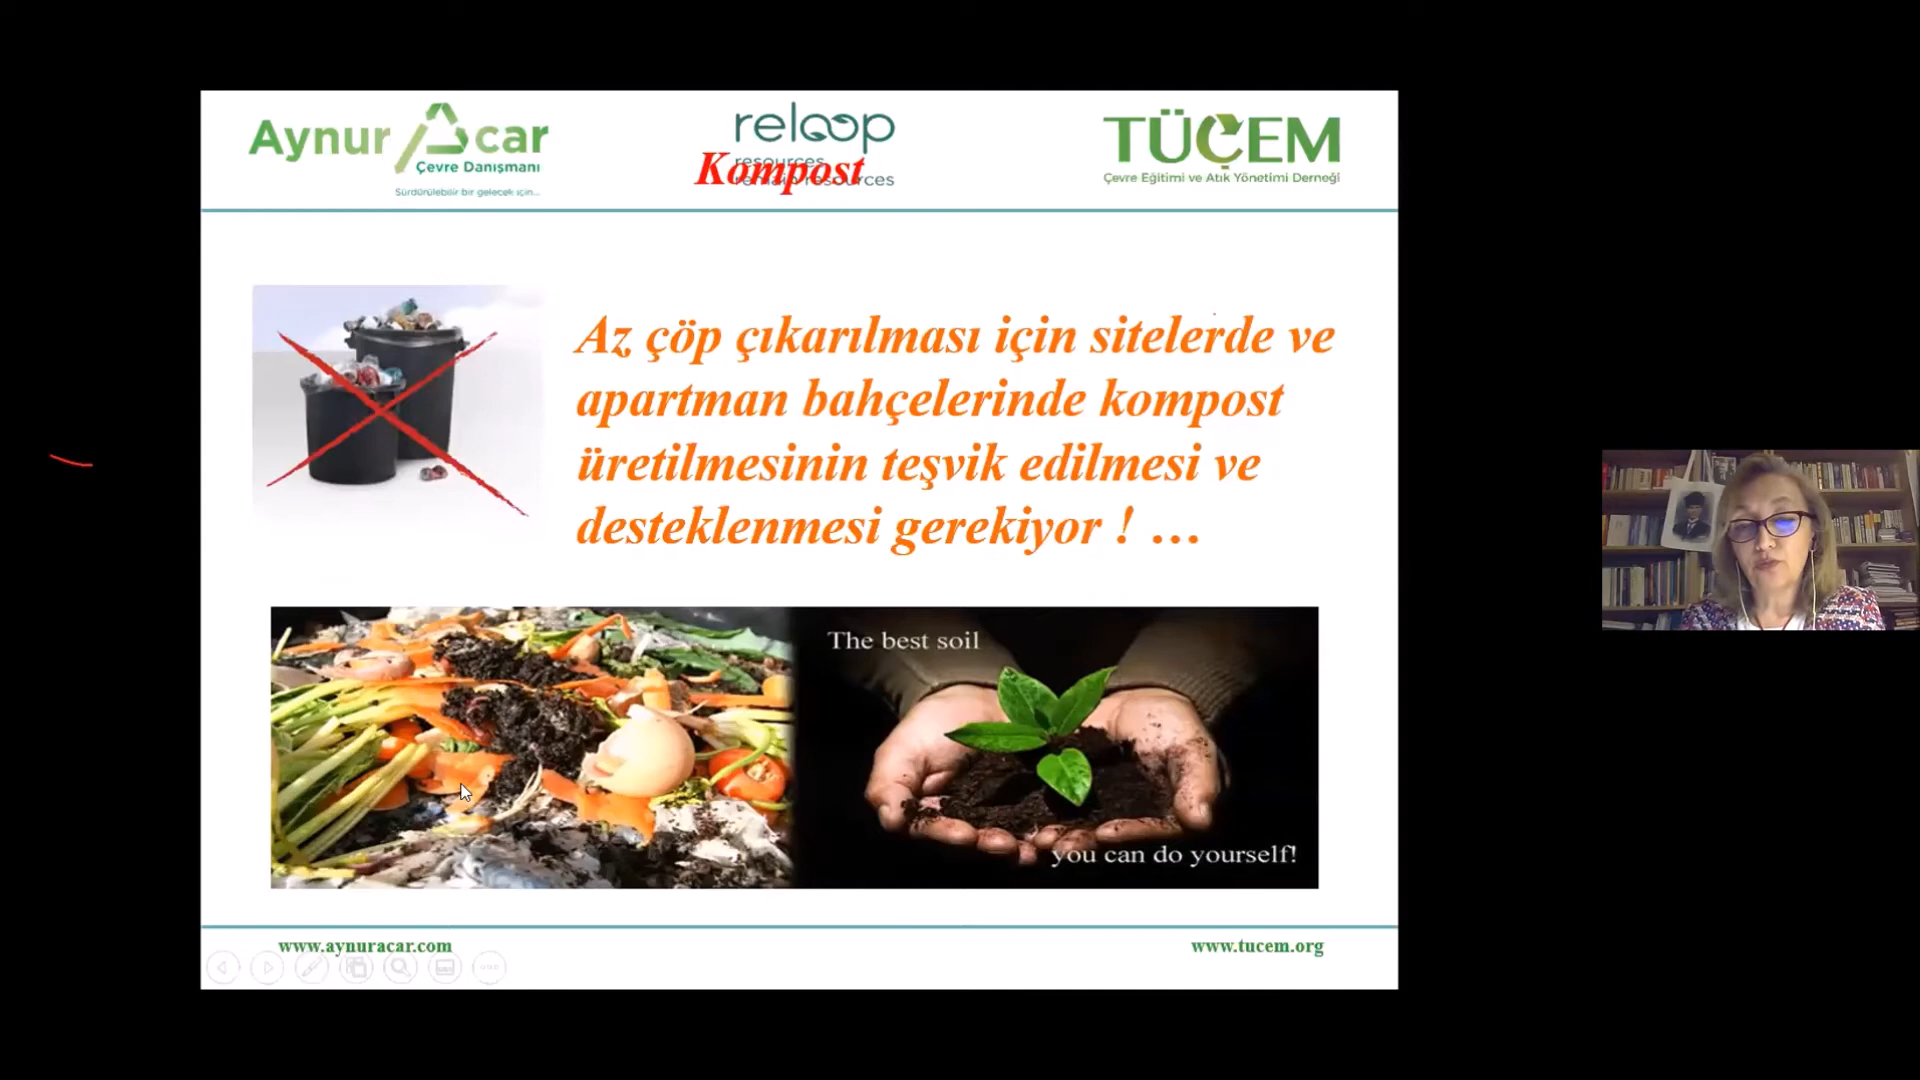 Aynur Acar
Çevre Danışmanı
Sürdürülebilir bir gelecek için...
reloop
resources
remain resources
Kompost
TÜÇEM
Çevre Eğitimi ve Atık Yönetimi Derneği
Az çöp çıkarılması için sitelerde ve
apartman bahçelerinde kompost
üretilmesinin teşvik edilmesi ve
desteklenmesi gerekiyor ! ...
The best soil
you can do yourself!
www.aynuracar.com
www.tucem.org